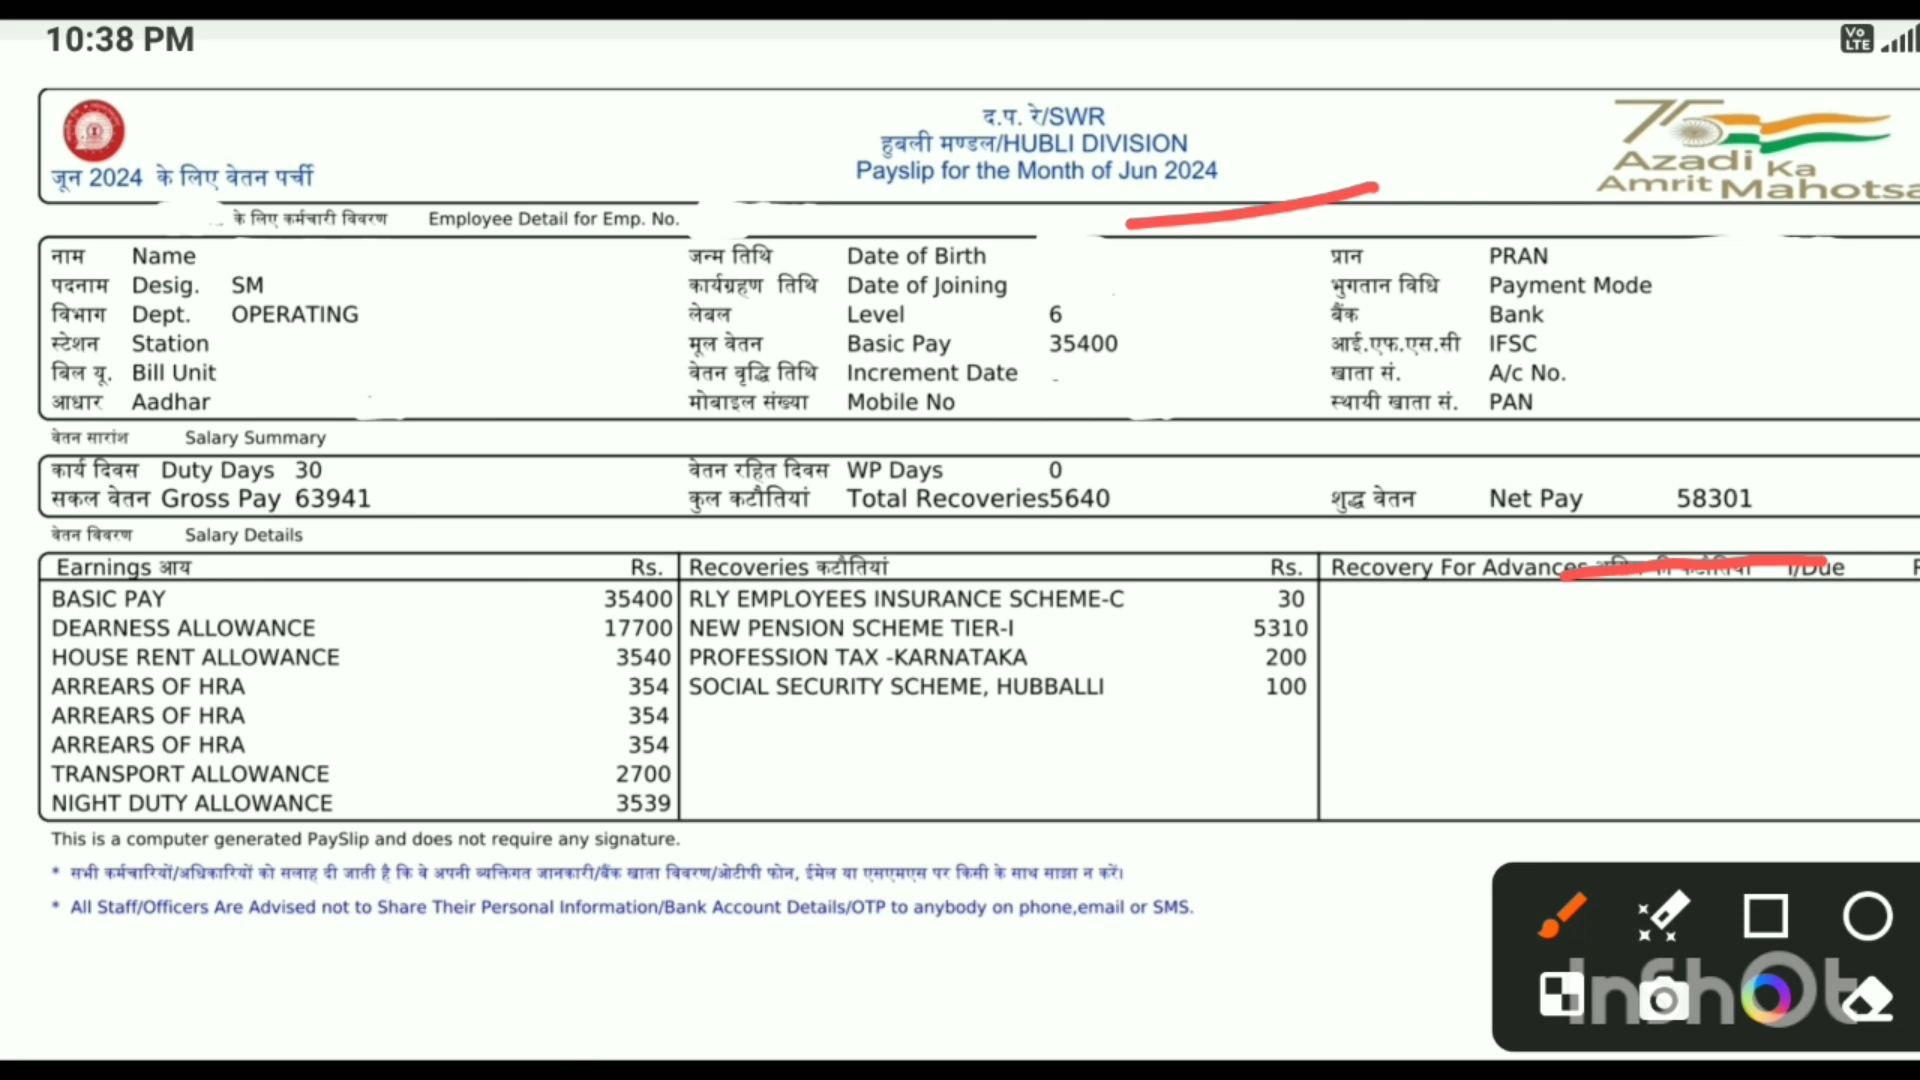 10:38 PM
Vo LTE
द.प. रे/SWR
हुबली मण्डल/HUBLI DIVISION
Payslip for the Month of Jun 2024
जून 2024 के लिए वेतन पर्ची
75
Azadi Ka
Amrit Mahotsa
के लिए कर्मचारी विवरण Employee Detail for Emp. No.
नाम Name जन्म तिथि Date of Birth प्रान PRAN
पदनाम Desig. SM कार्यग्रहण तिथि Date of Joining भुगतान विधि Payment Mode
विभाग Dept. OPERATING लेबल Level 6 बैंक Bank
स्टेशन Station मूल वेतन Basic Pay 35400 आई.एफ.एस.सी IFSC
बिल यू. Bill Unit वेतन वृद्धि तिथि Increment Date खाता सं. A/c No.
आधार Aadhar मोबाइल संख्या Mobile No स्थायी खाता सं. PAN
वेतन सारांश Salary Summary
कार्य दिवस Duty Days 30 वेतन रहित दिवस WP Days 0
सकल वेतन Gross Pay 63941 कुल कटौतियां Total Recoveries5640 शुद्ध वेतन Net Pay 58301
वेतन विवरण Salary Details
Earnings आय Rs. Recoveries कटौतियां Rs. Recovery For Advances I/Due
BASIC PAY 35400 RLY EMPLOYEES INSURANCE SCHEME-C 30
DEARNESS ALLOWANCE 17700 NEW PENSION SCHEME TIER-I 5310
HOUSE RENT ALLOWANCE 3540 PROFESSION TAX -KARNATAKA 200
ARREARS OF HRA 354 SOCIAL SECURITY SCHEME, HUBBALLI 100
ARREARS OF HRA 354
ARREARS OF HRA 354
TRANSPORT ALLOWANCE 2700
NIGHT DUTY ALLOWANCE 3539
This is a computer generated PaySlip and does not require any signature.
* सभी कर्मचारियों/अधिकारियों को सलाह दी जाती है कि वे अपनी व्यक्तिगत जानकारी/बैंक खाता विवरण/ओटीपी फोन, ईमेल या एसएमएस पर किसी के साथ साझा न करें।
* All Staff/Officers Are Advised not to Share Their Personal Information/Bank Account Details/OTP to anybody on phone,email or SMS.
InShOt